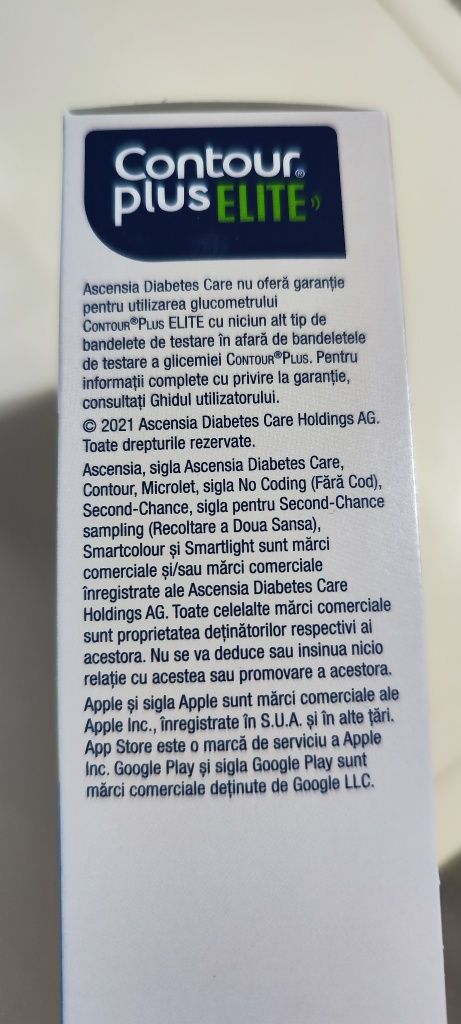 Contour®
plus ELITE
Ascensia Diabetes Care nu oferă garanție
pentru utilizarea glucometrului
CONTOUR®PLUS ELITE cu niciun alt tip de
bandelete de testare în afară de bandeletele
de testare a glicemiei CONTOUR®PLUS. Pentru
informații complete cu privire la garanție,
consultați Ghidul utilizatorului.
© 2021 Ascensia Diabetes Care Holdings AG.
Toate drepturile rezervate.
Ascensia, sigla Ascensia Diabetes Care,
Contour, Microlet, sigla No Coding (Fără Cod),
Second-Chance, sigla pentru Second-Chance
sampling (Recoltare a Doua Sansa),
Smartcolour și Smartlight sunt mărci
comerciale și/sau mărci comerciale
înregistrate ale Ascensia Diabetes Care
Holdings AG. Toate celelalte mărci comerciale
sunt proprietatea deținătorilor respectivi ai
acestora. Nu se va deduce sau insinua nicio
relație cu acestea sau promovare a acestora.
Apple și sigla Apple sunt mărci comerciale ale
Apple Inc., înregistrate în S.U.A. și în alte țări.
App Store este o marcă de serviciu a Apple
Inc. Google Play și sigla Google Play sunt
mărci comerciale deținute de Google LLC.